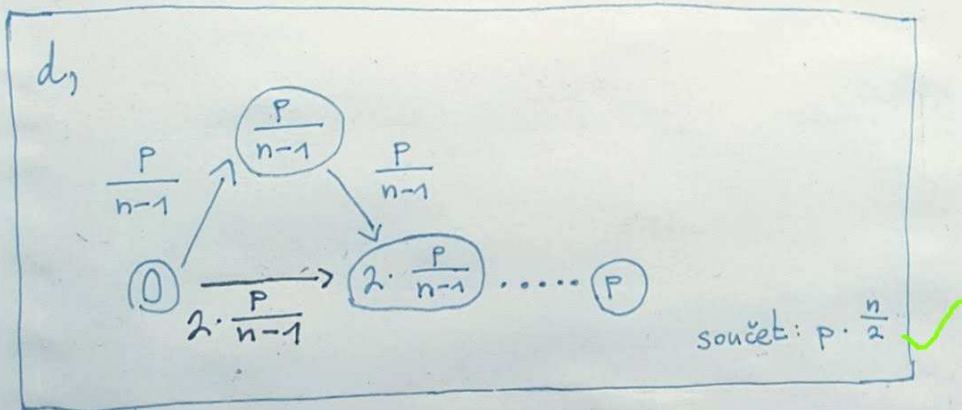 d,
P/(n-1)
P/(n-1) P/(n-1)
0 2· P/(n-1) ..... P
2· P/(n-1)
součet: p · n/2